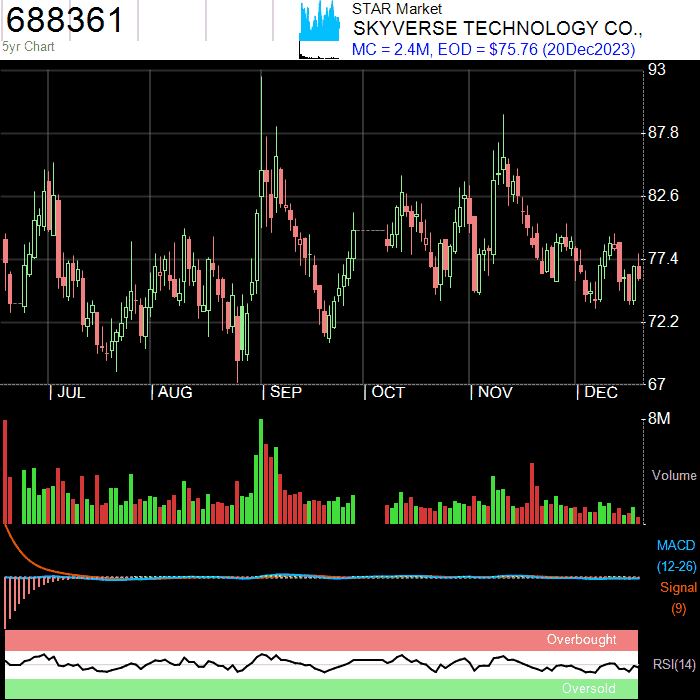 688361
5yr Chart
STAR Market
SKYVERSE TECHNOLOGY CO.,
MC = 2.4M, EOD = $75.76 (20Dec2023)
93
87.8
82.6
77.4
72.2
67
| JUL | AUG | SEP | OCT | NOV | DEC
8M
Volume
MACD
(12-26)
Signal
(9)
Overbought
RSI(14)
Oversold